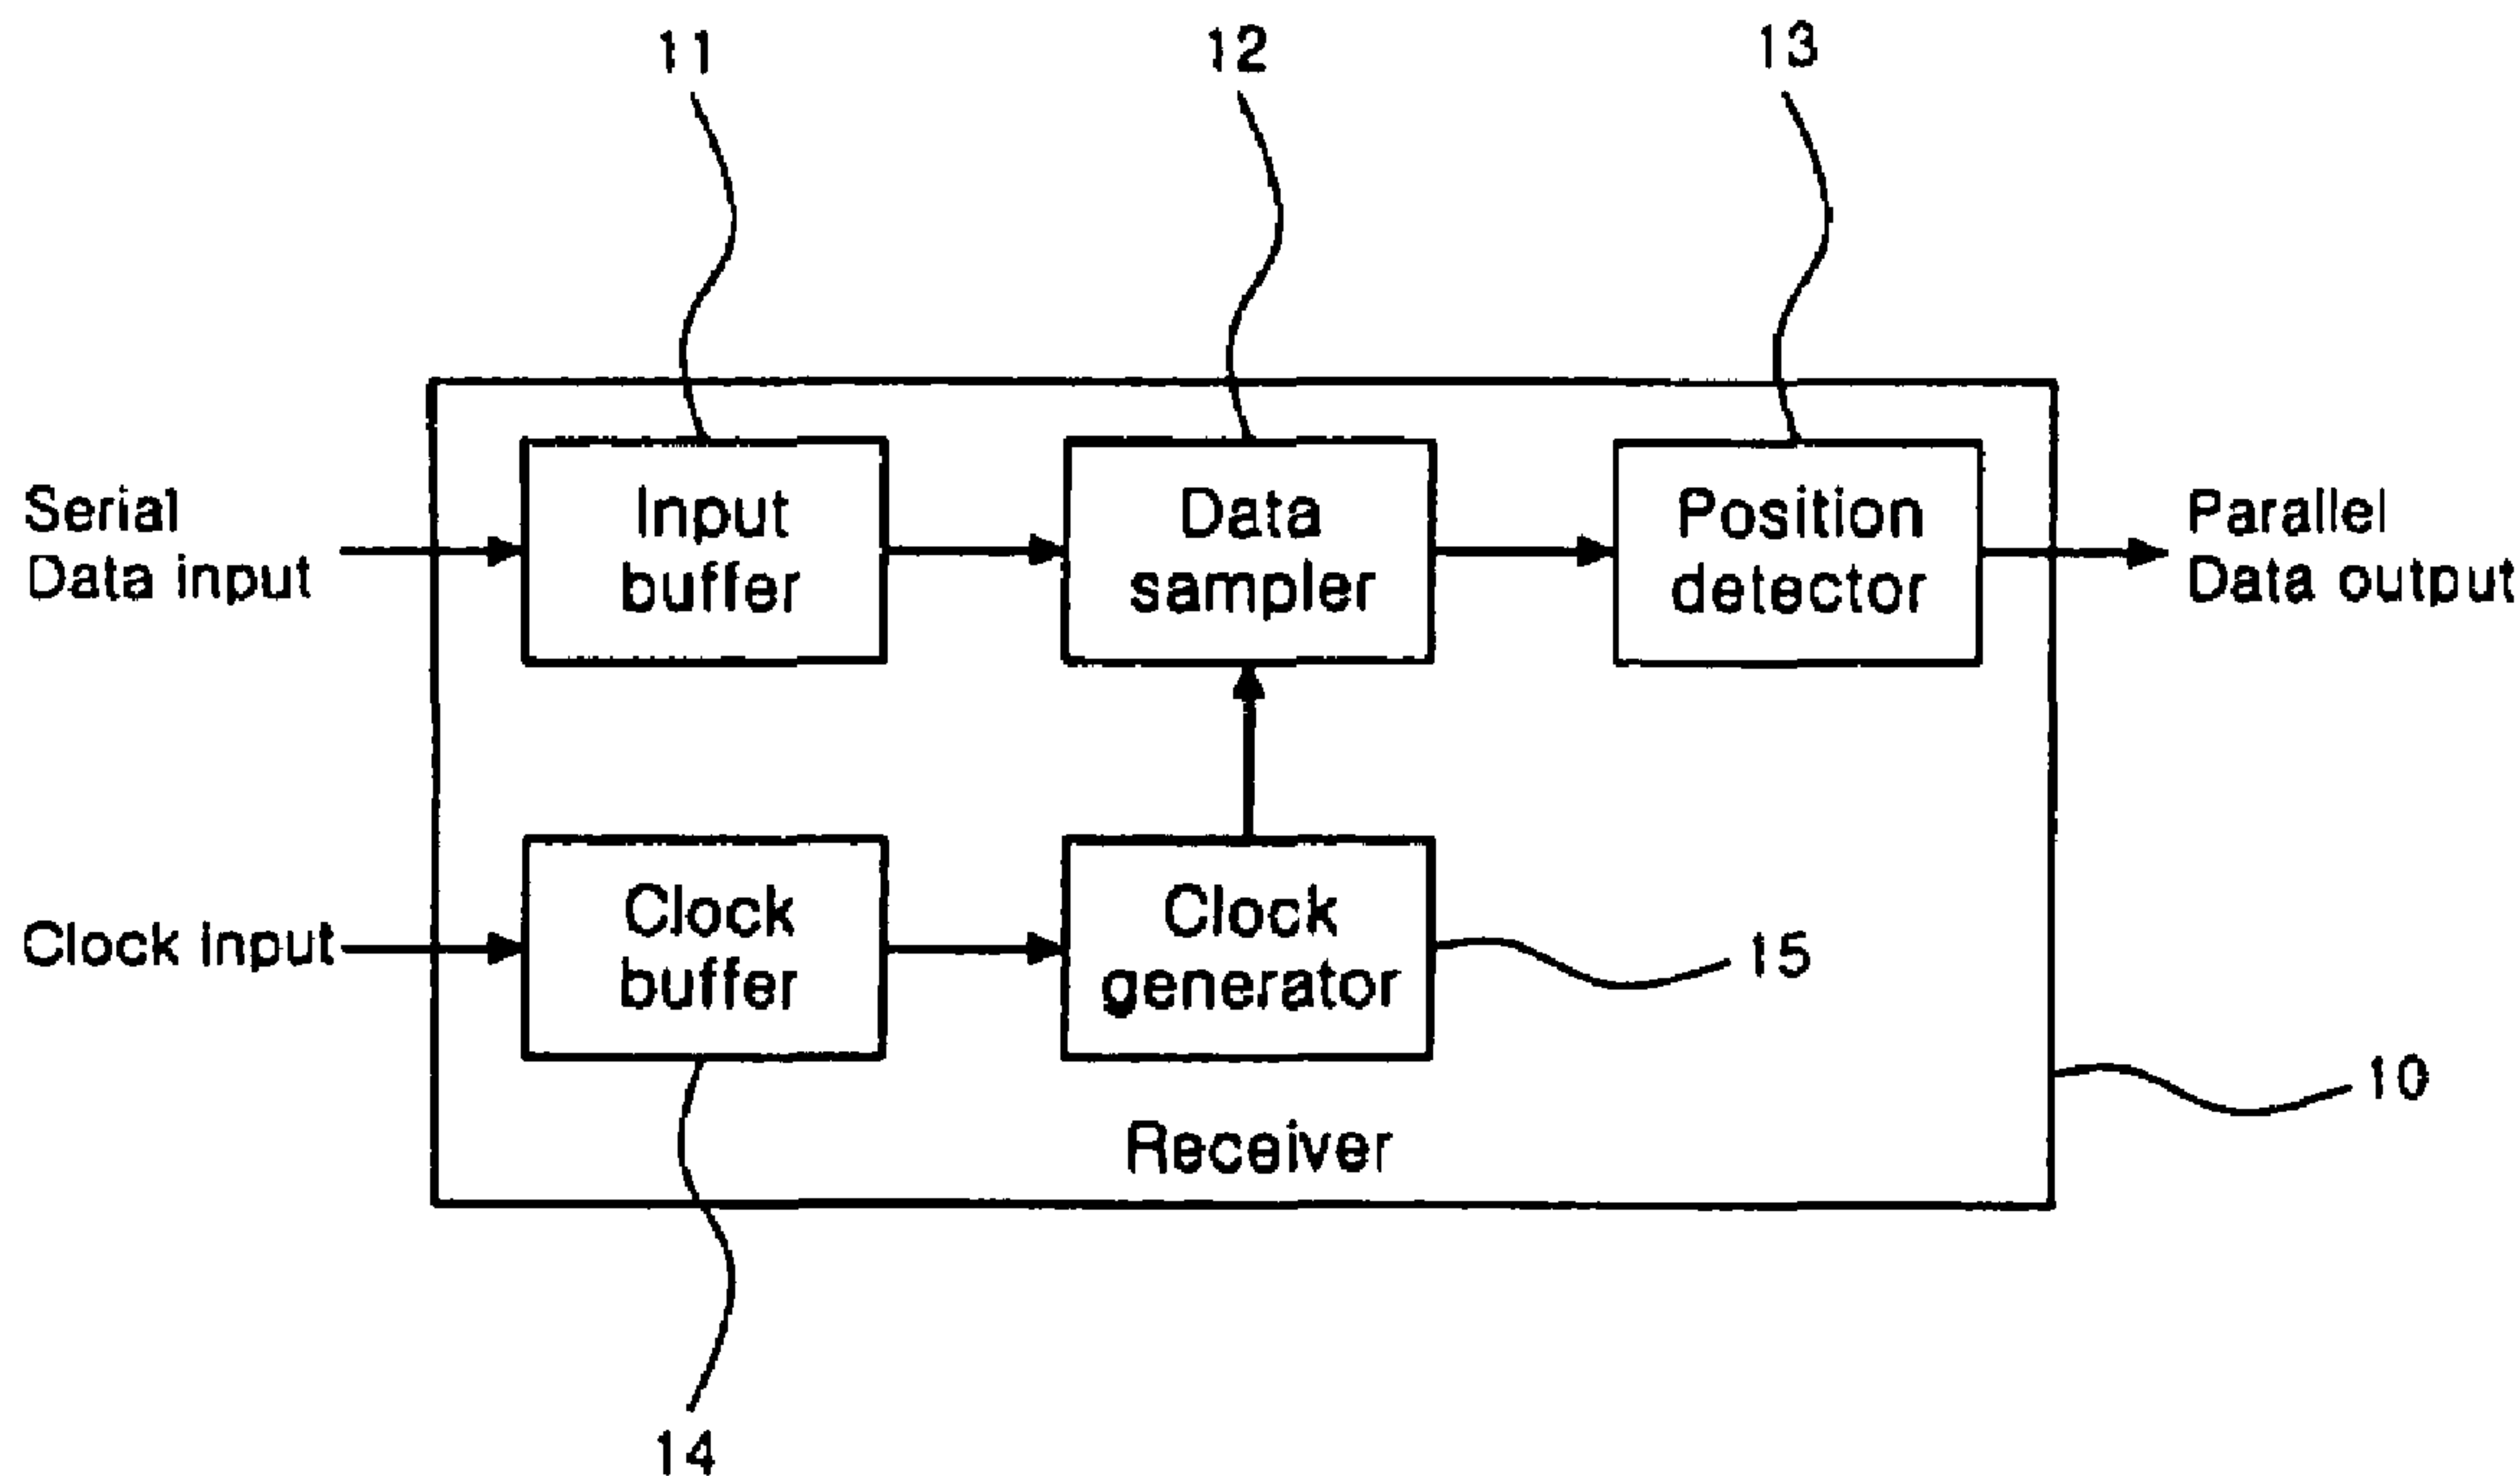 11
12
13
Serial
Data input
Input
buffer
Data
sampler
Position
detector
Parallel
Data output
Clock input
Clock
buffer
Clock
generator
15
10
Receiver
14